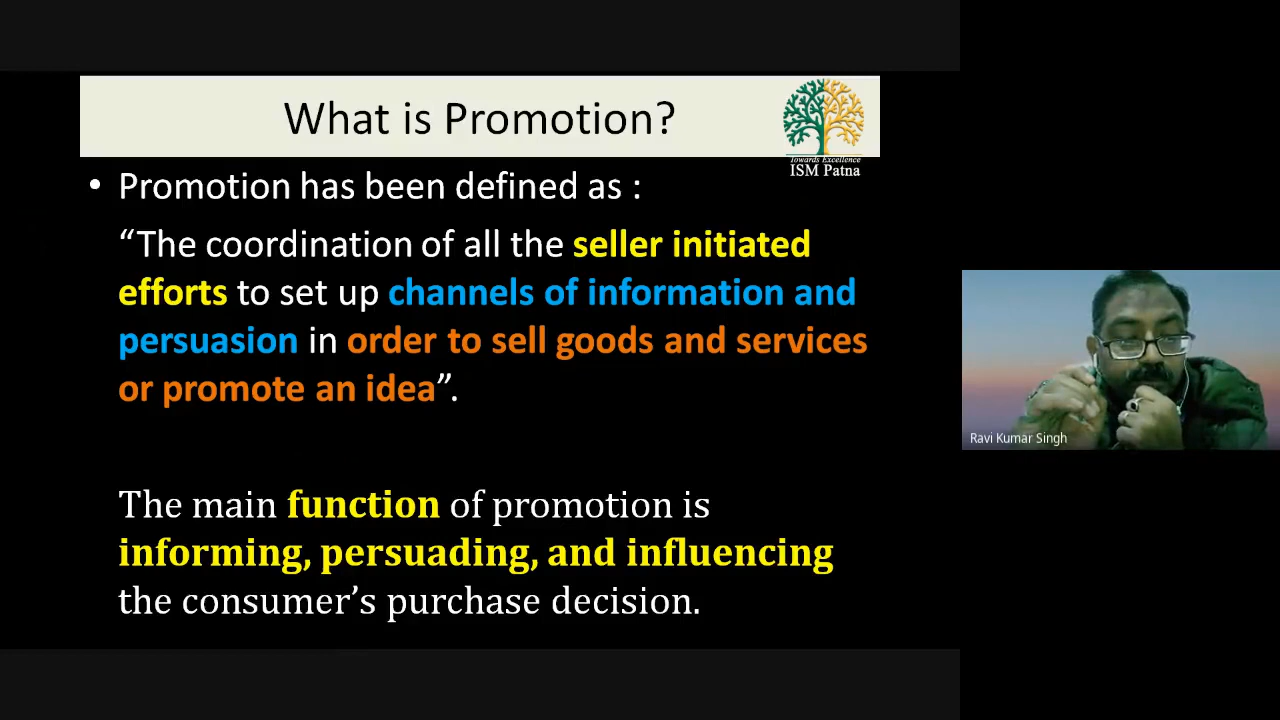 What is Promotion?
Towards Excellence
ISM Patna
• Promotion has been defined as :
“The coordination of all the seller initiated
efforts to set up channels of information and
persuasion in order to sell goods and services
or promote an idea”.
The main function of promotion is
informing, persuading, and influencing
the consumer’s purchase decision.
Ravi Kumar Singh